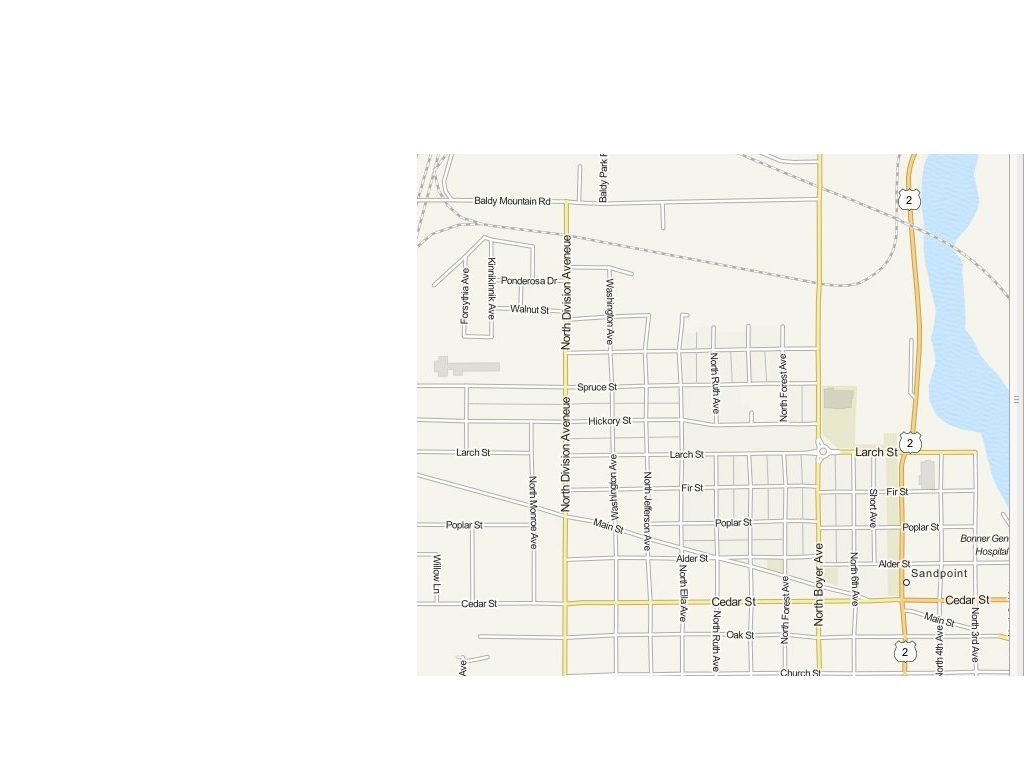 Baldy Park
Baldy Mountain Rd
2
North Division Aveneue
Kinnikinnik Ave
Forsythia Ave
Ponderosa Dr
Washington Ave
Walnut St
North Ruth Ave
North Forest Ave
Spruce St
Hickory St
North Division Aveneue
2
Larch St
Larch St
Larch St
Washington Ave
North Jefferson Ave
North Monroe Ave
Fir St
Short Ave
Fir St
Main St
Poplar St
Poplar St
Poplar St
Bonner Gen
Hospital
Alder St
Alder St
Sandpoint
Willow Ln
North Ella Ave
North Forest Ave
North Boyer Ave
North 6th Ave
Cedar St
Cedar St
Cedar St
North Ruth Ave
Main St
Oak St
North 4th Ave
North 3rd Ave
2
Ave
Church St